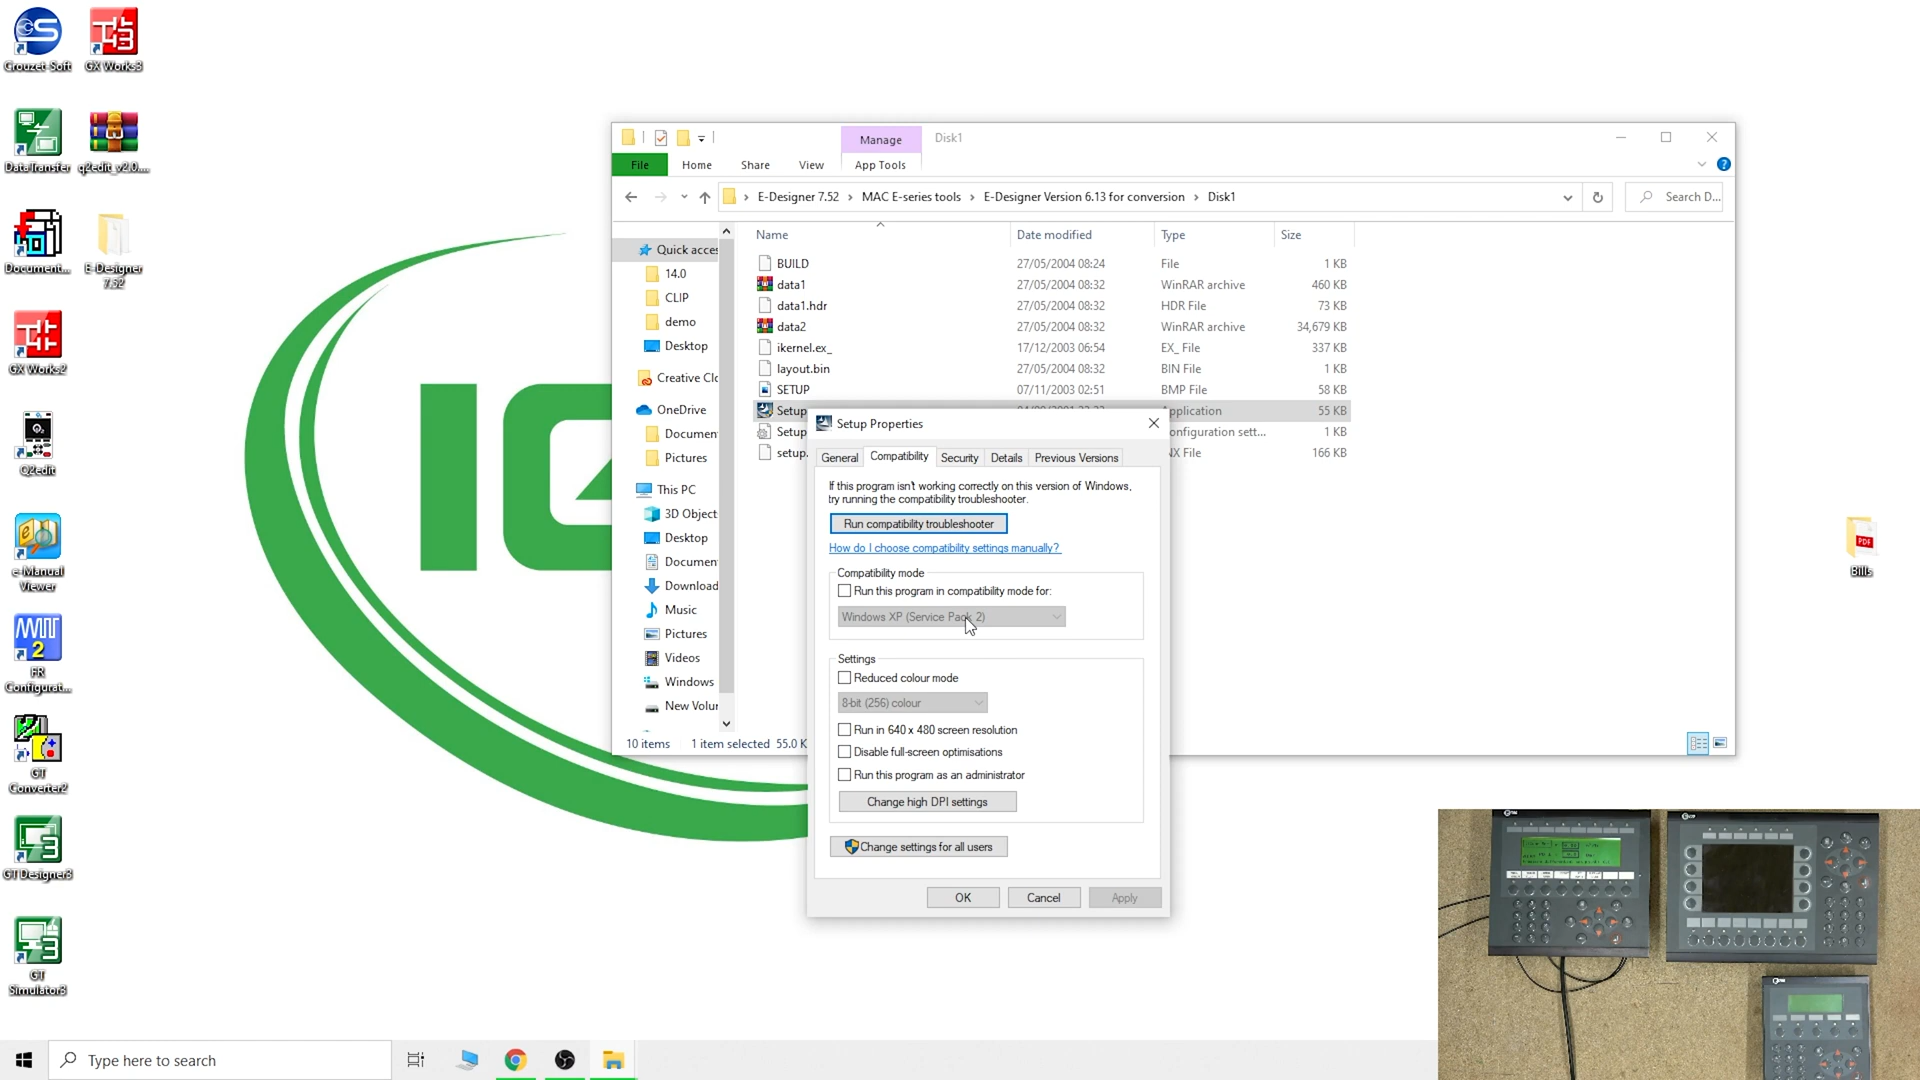 Crouzet-Soft
GX Works3
DataTransfer
q2edit_v2.0....
Document...
E-Designer
7.52
GX Works2
Q2edit
e-Manual
Viewer
FR
Configurat...
GT
Converter2
GT Designer3
GT
Simulator3
Manage
Disk1
File
Home
Share
View
App Tools
E-Designer 7.52
MAC E-series tools
E-Designer Version 6.13 for conversion
Disk1
Search D...
Name
Date modified
Type
Size
Quick acces
14.0
CLIP
demo
Desktop
Creative Clo
OneDrive
Documen
Pictures
This PC
3D Object
Desktop
Documen
Download
Music
Pictures
Videos
Windows
New Volur
BUILD 27/05/2004 08:24 File 1 KB
data1 27/05/2004 08:32 WinRAR archive 460 KB
data1.hdr 27/05/2004 08:32 HDR File 73 KB
data2 27/05/2004 08:32 WinRAR archive 34,679 KB
ikernel.ex_ 17/12/2003 06:54 EX_ File 337 KB
layout.bin 27/05/2004 08:32 BIN File 1 KB
SETUP 07/11/2003 02:51 BMP File 58 KB
Setup Application 55 KB
Setup onfiguration sett... 1 KB
setup. NX File 166 KB
10 items
1 item selected 55.0 K
Setup Properties
General
Compatibility
Security
Details
Previous Versions
If this program isn't working correctly on this version of Windows,
try running the compatibility troubleshooter.
Run compatibility troubleshooter
How do I choose compatibility settings manually?
Compatibility mode
Run this program in compatibility mode for:
Windows XP (Service Pack 2)
Settings
Reduced colour mode
8-bit (256) colour
Run in 640 x 480 screen resolution
Disable full-screen optimisations
Run this program as an administrator
Change high DPI settings
Change settings for all users
OK
Cancel
Apply
PDF
Bills
Type here to search